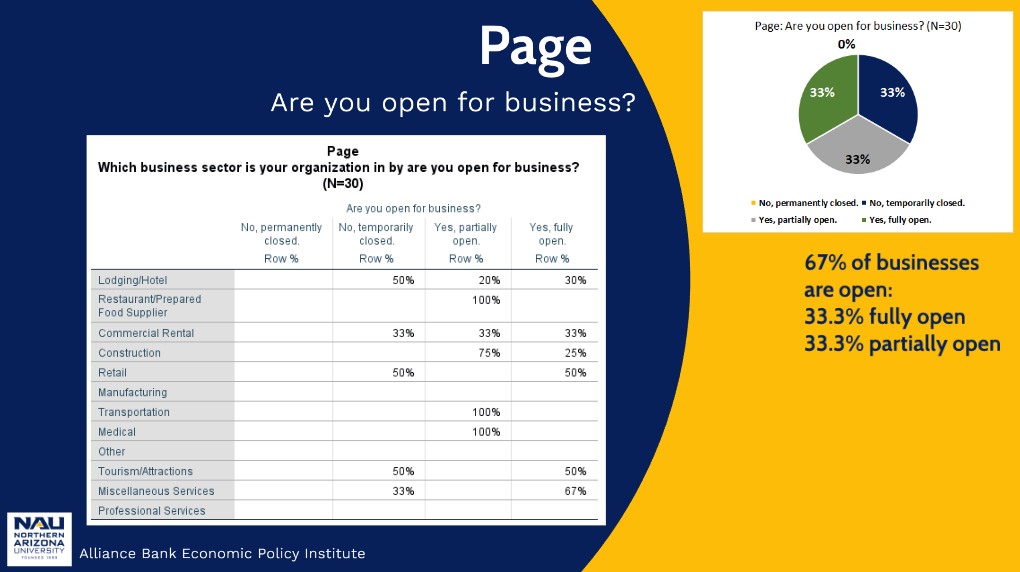 Page
Are you open for business?
Page
Which business sector is your organization in by are you open for business?
(N=30)
Are you open for business?
No, permanently closed. No, temporarily closed. Yes, partially open. Yes, fully open.
Row % Row % Row % Row %
Lodging/Hotel 50% 20% 30%
Restaurant/Prepared Food Supplier 100%
Commercial Rental 33% 33% 33%
Construction 75% 25%
Retail 50% 50%
Manufacturing
Transportation 100%
Medical 100%
Other
Tourism/Attractions 50% 50%
Miscellaneous Services 33% 67%
Professional Services
Page: Are you open for business? (N=30)
0%
33% 33%
33%
No, permanently closed. No, temporarily closed.
Yes, partially open. Yes, fully open.
67% of businesses
are open:
33.3% fully open
33.3% partially open
NAU
NORTHERN
ARIZONA
UNIVERSITY
FOUNDED 1899
Alliance Bank Economic Policy Institute